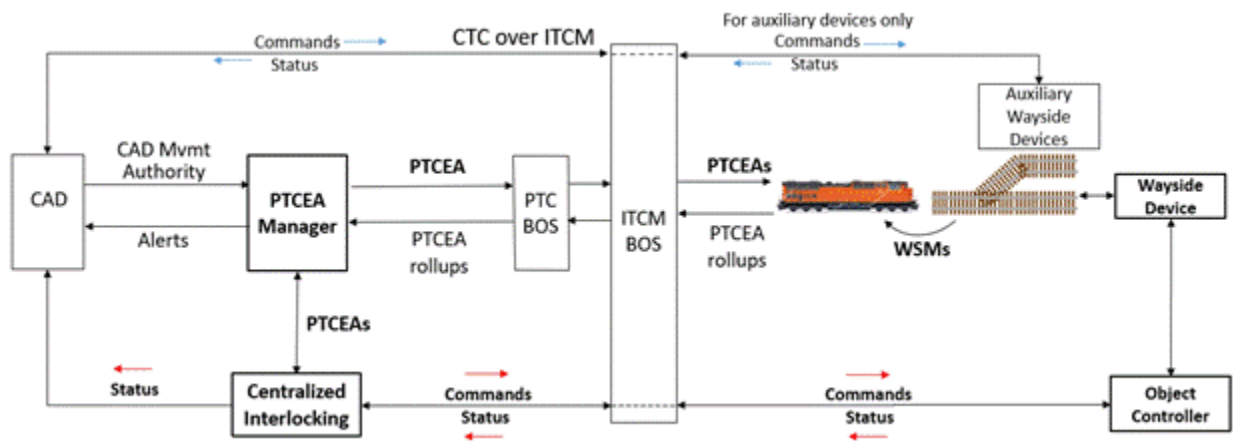 For auxiliary devices only
Commands
CTC over ITCM
Commands
Status
Status
Auxiliary
Wayside
Devices
CAD Mvmt
Authority
PTCEA
PTCEAs
CAD
PTCEA
Manager
PTC
BOS
ITCM
BOS
Wayside
Device
Alerts
PTCEA
rollups
PTCEA
rollups
WSMs
PTCEAs
Status
Centralized
Interlocking
Commands
Status
Commands
Status
Object
Controller